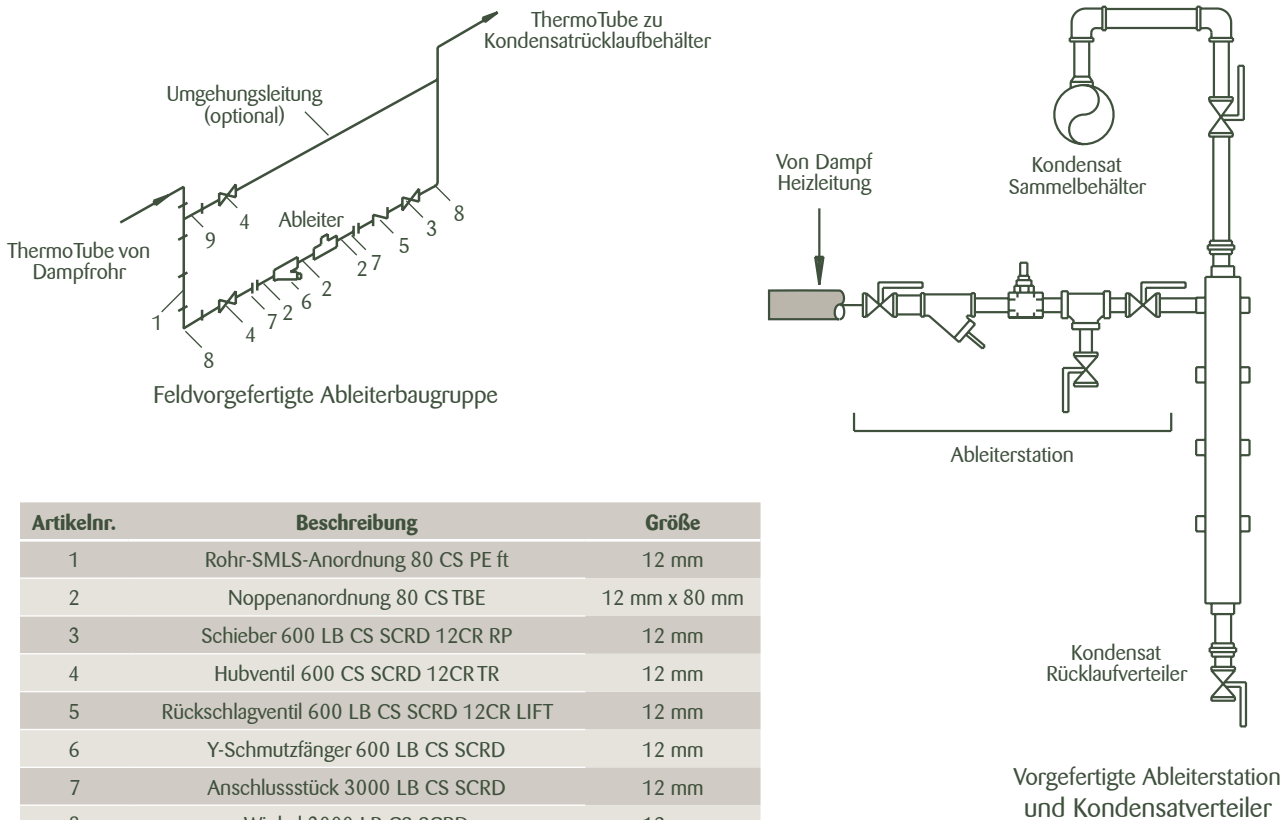 ThermoTube zu
Kondensatrücklaufbehälter
Umgehungsleitung
(optional)
4
9
Ableiter
8
3
5
7
2
2
6
2
7
4
ThermoTube von
Dampfrohr
1
8
Feldvorgefertigte Ableiterbaugruppe
Von Dampf
Heizleitung
Kondensat
Sammelbehälter
Ableiterstation
Kondensat
Rücklaufverteiler
Vorgefertigte Ableiterstation
und Kondensatverteiler
Artikelnr. Beschreibung Größe
1 Rohr-SMLS-Anordnung 80 CS PE ft 12 mm
2 Noppenanordnung 80 CS TBE 12 mm x 80 mm
3 Schieber 600 LB CS SCRD 12CR RP 12 mm
4 Hubventil 600 CS SCRD 12CR TR 12 mm
5 Rückschlagventil 600 LB CS SCRD 12CR LIFT 12 mm
6 Y-Schmutzfänger 600 LB CS SCRD 12 mm
7 Anschlussstück 3000 LB CS SCRD 12 mm